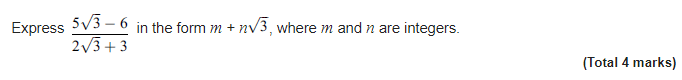 Express (5√3 – 6)/(2√3 + 3) in the form m + n√3, where m and n are integers.
(Total 4 marks)